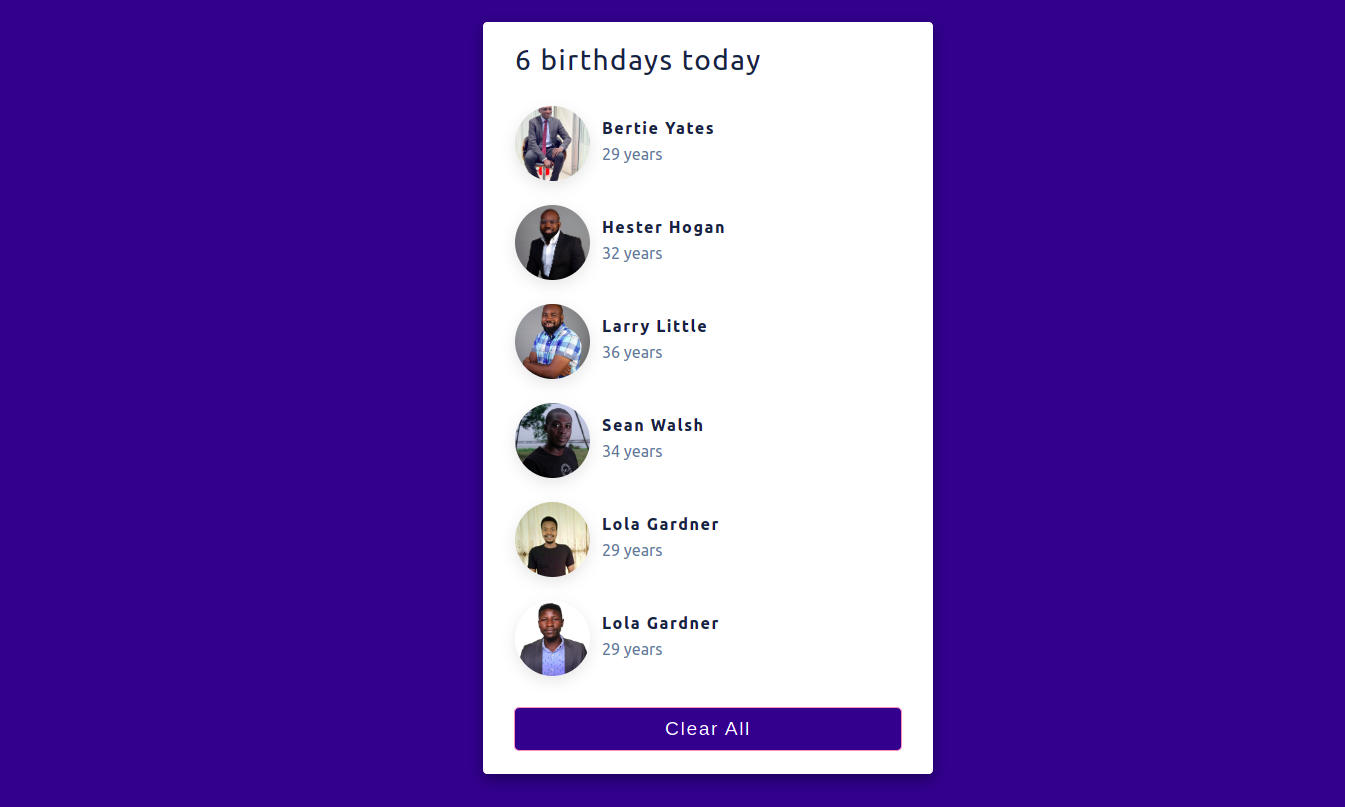 6 birthdays today
Bertie Yates
29 years
Hester Hogan
32 years
Larry Little
36 years
Sean Walsh
34 years
Lola Gardner
29 years
Lola Gardner
29 years
Clear All